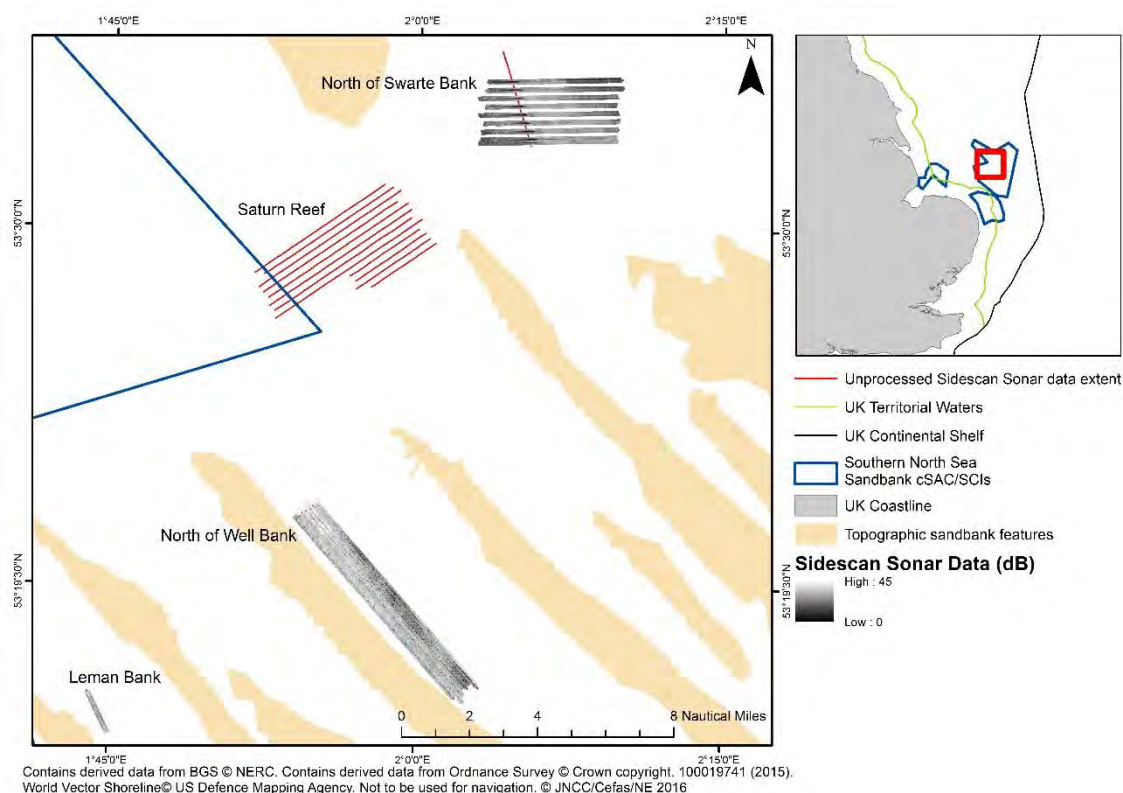 1°45'0"E
2°0'0"E
2°15'0"E
N
North of Swarte Bank
Saturn Reef
53°30'0"N
53°30'0"N
North of Well Bank
53°19'30"N
53°19'30"N
Leman Bank
0 2 4 8 Nautical Miles
1°45'0"E
2°0'0"E
2°15'0"E
Unprocessed Sidescan Sonar data extent
UK Territorial Waters
UK Continental Shelf
Southern North Sea
Sandbank cSAC/SCIs
UK Coastline
Topographic sandbank features
Sidescan Sonar Data (dB)
High : 45
Low : 0
Contains derived data from BGS © NERC. Contains derived data from Ordnance Survey © Crown copyright. 100019741 (2015).
World Vector Shoreline© US Defence Mapping Agency. Not to be used for navigation. © JNCC/Cefas/NE 2016